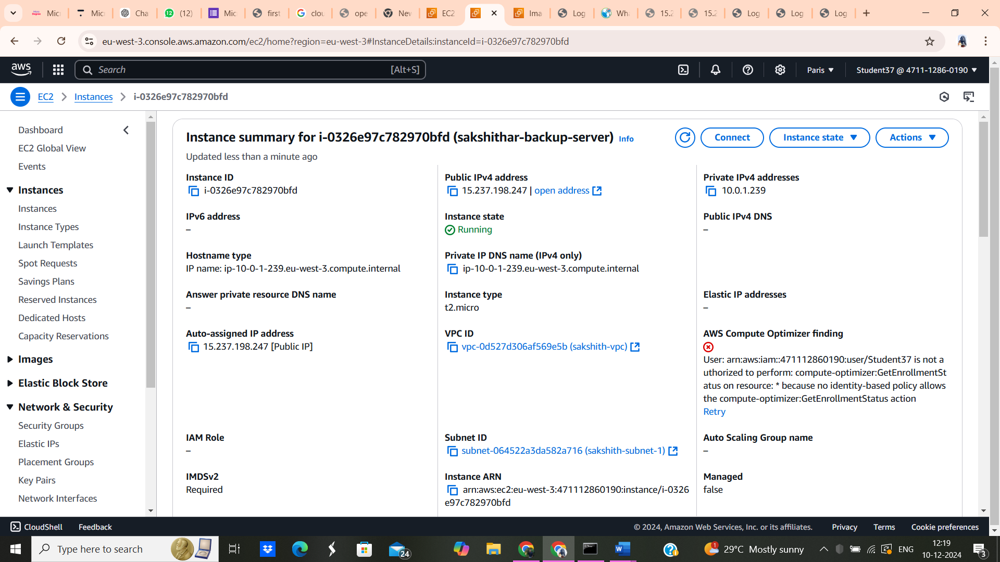 Mic
Mic
Cha
(12)
Mic
first
clou
ope
Nev
EC2
Ima
Log
Wha
15.2
15.2
Log
Log
Log
eu-west-3.console.aws.amazon.com/ec2/home?region=eu-west-3#InstanceDetails:instanceId=i-0326e97c782970bfd
aws
Search
[Alt+S]
Paris
Student37 @ 4711-1286-0190
EC2
Instances
i-0326e97c782970bfd
Dashboard
EC2 Global View
Events
Instances
Instances
Instance Types
Launch Templates
Spot Requests
Savings Plans
Reserved Instances
Dedicated Hosts
Capacity Reservations
Images
Elastic Block Store
Network & Security
Security Groups
Elastic IPs
Placement Groups
Key Pairs
Network Interfaces
Instance summary for i-0326e97c782970bfd (sakshithar-backup-server) Info
Updated less than a minute ago
Connect
Instance state
Actions
Instance ID
i-0326e97c782970bfd
Public IPv4 address
15.237.198.247 | open address
Private IPv4 addresses
10.0.1.239
IPv6 address
–
Instance state
Running
Public IPv4 DNS
–
Hostname type
IP name: ip-10-0-1-239.eu-west-3.compute.internal
Private IP DNS name (IPv4 only)
ip-10-0-1-239.eu-west-3.compute.internal
Answer private resource DNS name
–
Instance type
t2.micro
Elastic IP addresses
–
Auto-assigned IP address
15.237.198.247 [Public IP]
VPC ID
vpc-0d527d306af569e5b (sakshith-vpc)
AWS Compute Optimizer finding
User: arn:aws:iam::471112860190:user/Student37 is not a
uthorized to perform: compute-optimizer:GetEnrollmentSt
atus on resource: * because no identity-based policy allows
the compute-optimizer:GetEnrollmentStatus action
Retry
IAM Role
–
Subnet ID
subnet-064522a3da582a716 (sakshith-subnet-1)
Auto Scaling Group name
–
IMDSv2
Required
Instance ARN
arn:aws:ec2:eu-west-3:471112860190:instance/i-0326
e97c782970bfd
Managed
false
CloudShell
Feedback
© 2024, Amazon Web Services, Inc. or its affiliates.
Privacy
Terms
Cookie preferences
Type here to search
24
1
29°C Mostly sunny
ENG
12:19
10-12-2024
3